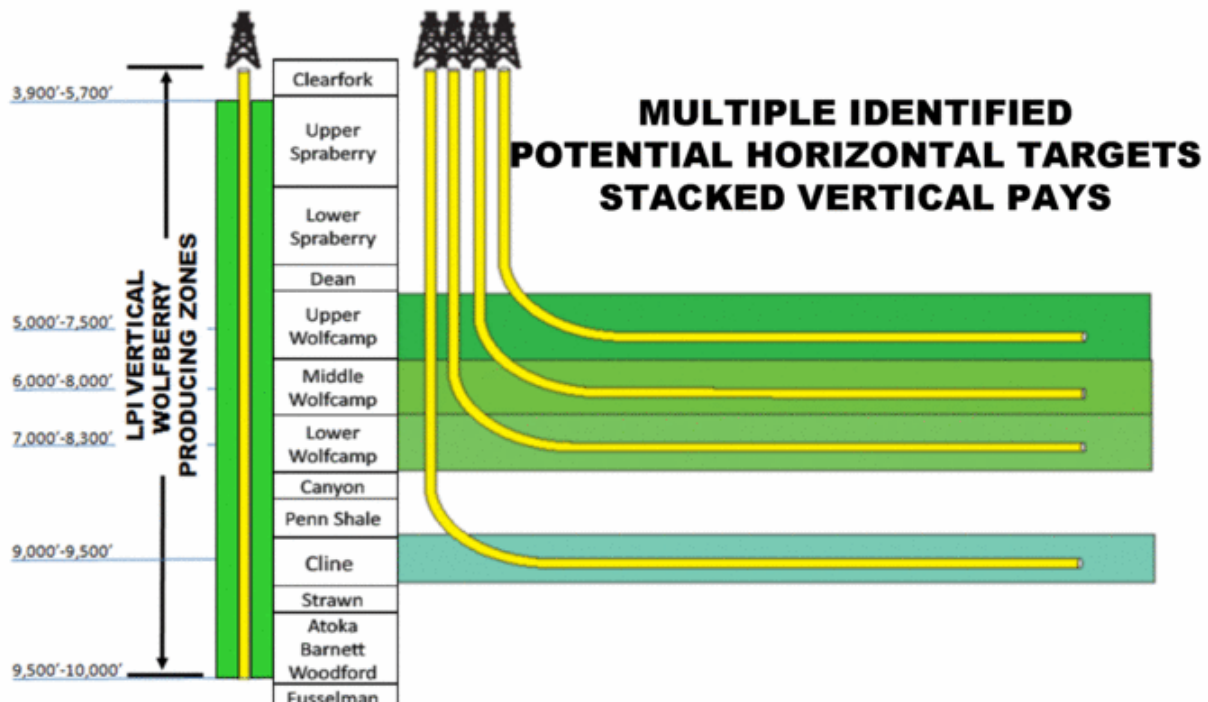 MULTIPLE IDENTIFIED
POTENTIAL HORIZONTAL TARGETS
STACKED VERTICAL PAYS
LPI VERTICAL
WOLFBERRY
PRODUCING ZONES
3,900'-5,700'
5,000'-7,500'
6,000'-8,000'
7,000'-8,300'
9,000'-9,500'
9,500'-10,000'
Clearfork
Upper
Spraberry
Lower
Spraberry
Dean
Upper
Wolfcamp
Middle
Wolfcamp
Lower
Wolfcamp
Canyon
Penn Shale
Cline
Strawn
Atoka
Barnett
Woodford
Fusselman